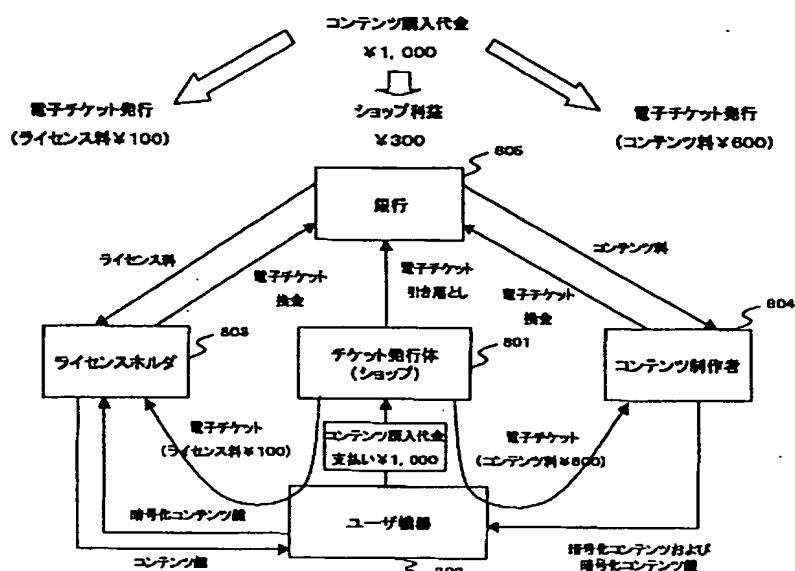 コンテンツ購入代金
¥1,000
電子チケット発行
(ライセンス料¥100)
ショップ利益
¥300
電子チケット発行
(コンテンツ料¥600)
805
銀行
ライセンス料
電子チケット
換金
電子チケット
引き落とし
電子チケット
換金
コンテンツ料
803
ライセンスホルダ
801
チケット発行体
(ショップ)
804
コンテンツ制作者
電子チケット
(ライセンス料¥100)
コンテンツ購入代金
支払い¥1,000
電子チケット
(コンテンツ料¥600)
暗号化コンテンツ鍵
ユーザ機器
コンテンツ鍵
暗号化コンテンツおよび
暗号化コンテンツ鍵